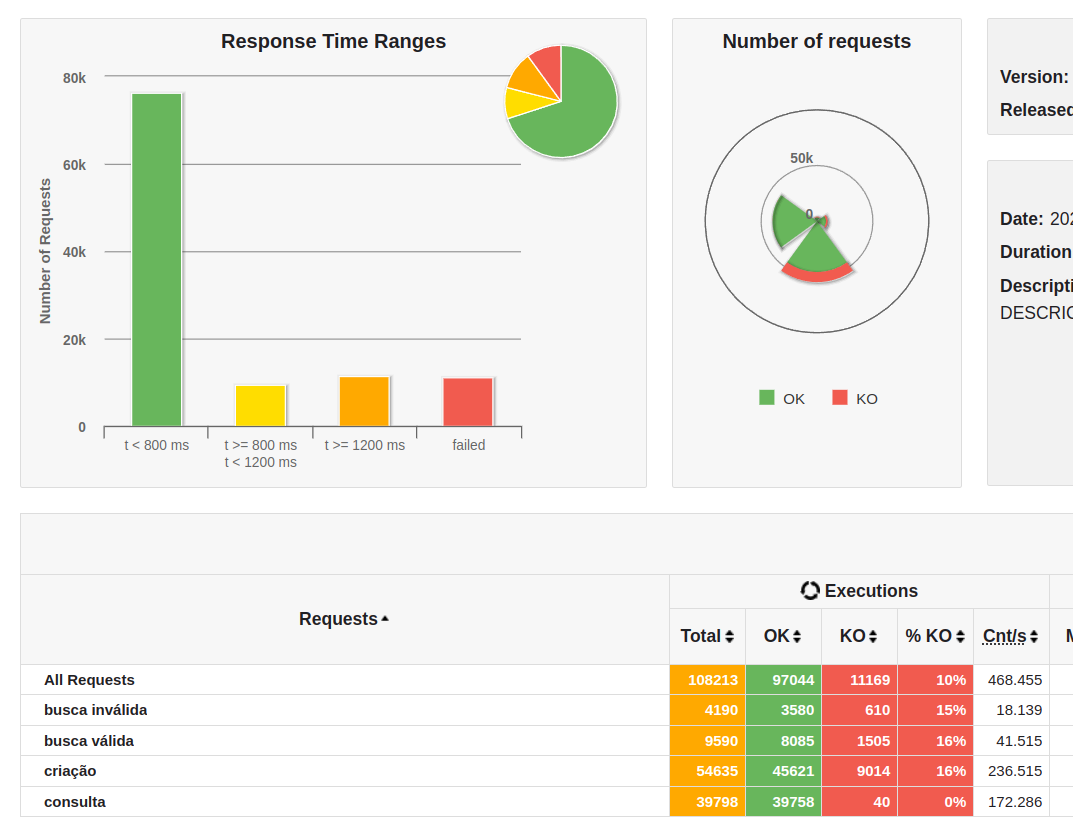 Response Time Ranges
80k
60k
40k
20k
0
Number of Requests
t < 800 ms
t >= 800 ms
t < 1200 ms
t >= 1200 ms
failed
Number of requests
50k
0
OK KO
Version:
Released
Date: 202
Duration
Descripti
DESCRIC
Requests
Executions
Total OK KO % KO Cnt/s M
All Requests 108213 97044 11169 10% 468.455
busca inválida 4190 3580 610 15% 18.139
busca válida 9590 8085 1505 16% 41.515
criação 54635 45621 9014 16% 236.515
consulta 39798 39758 40 0% 172.286